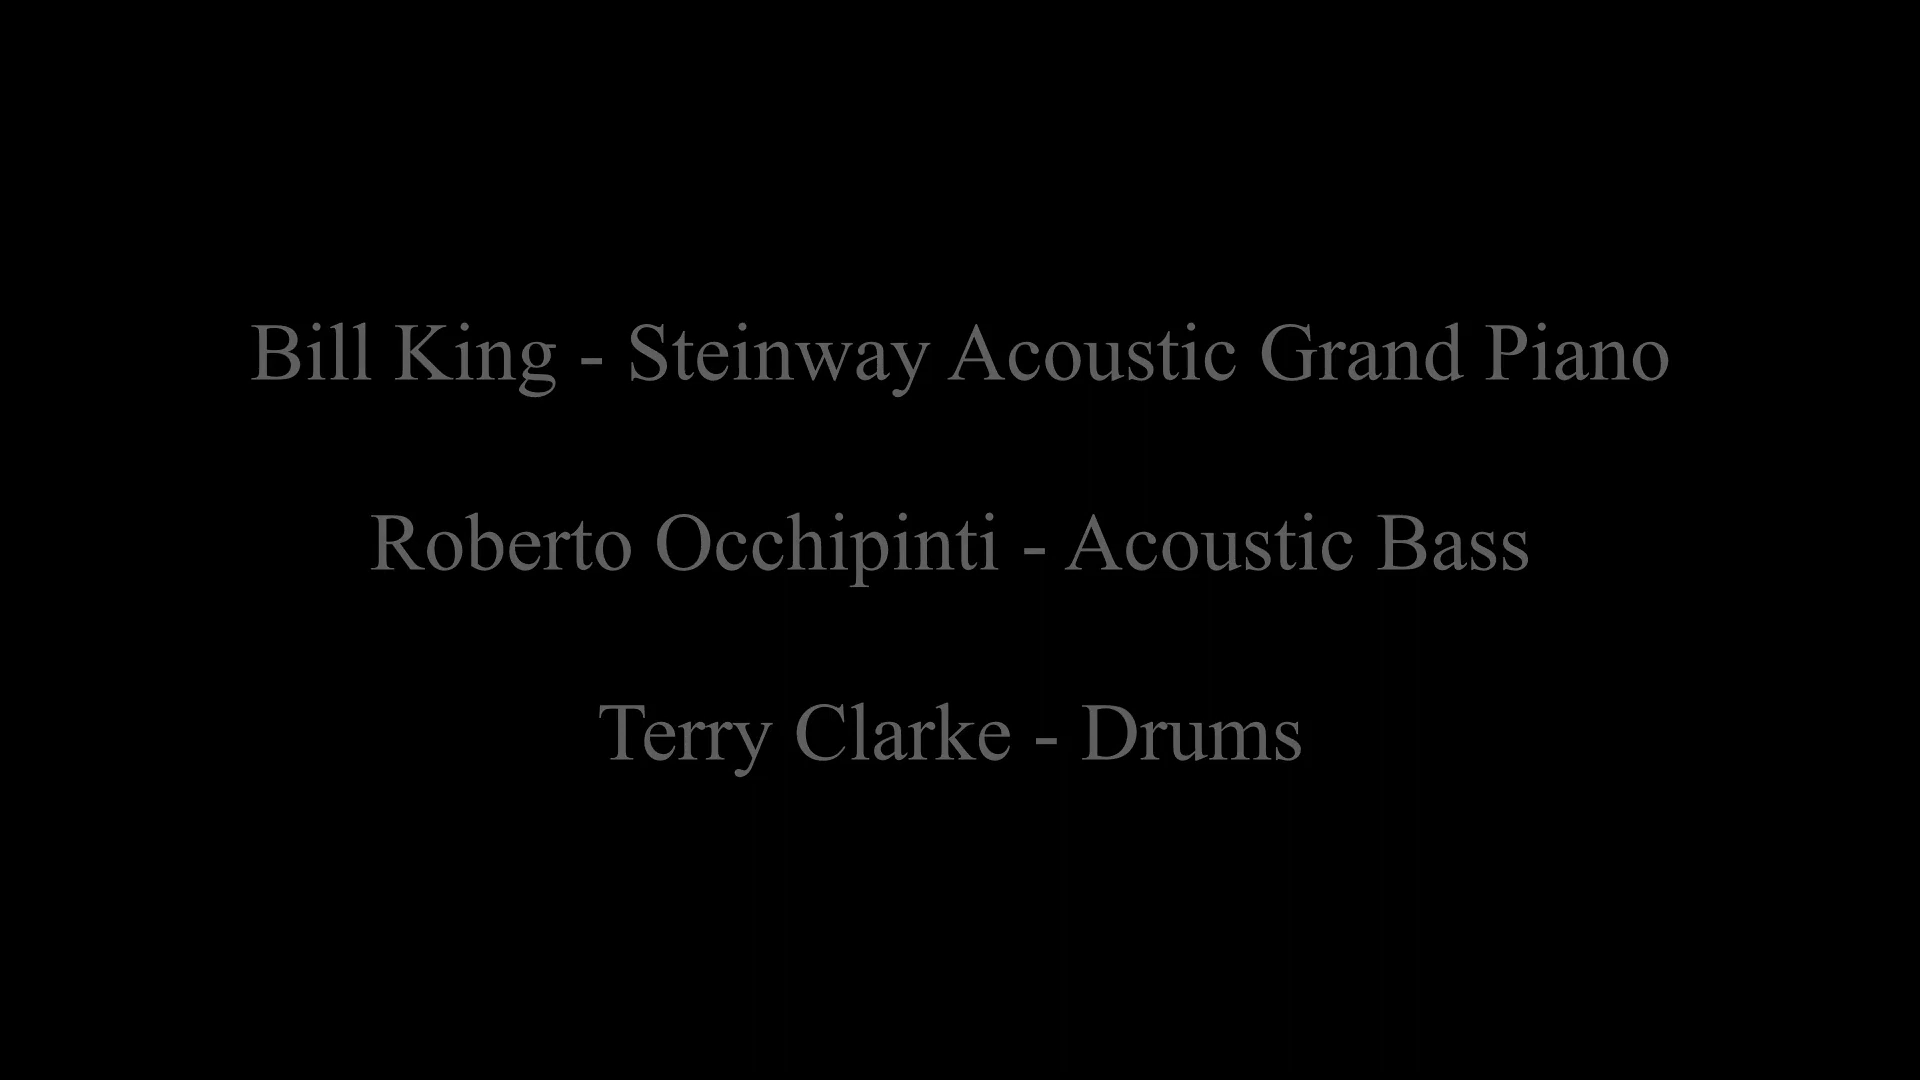 Bill King - Steinway Acoustic Grand Piano
Roberto Occhipinti - Acoustic Bass
Terry Clarke - Drums